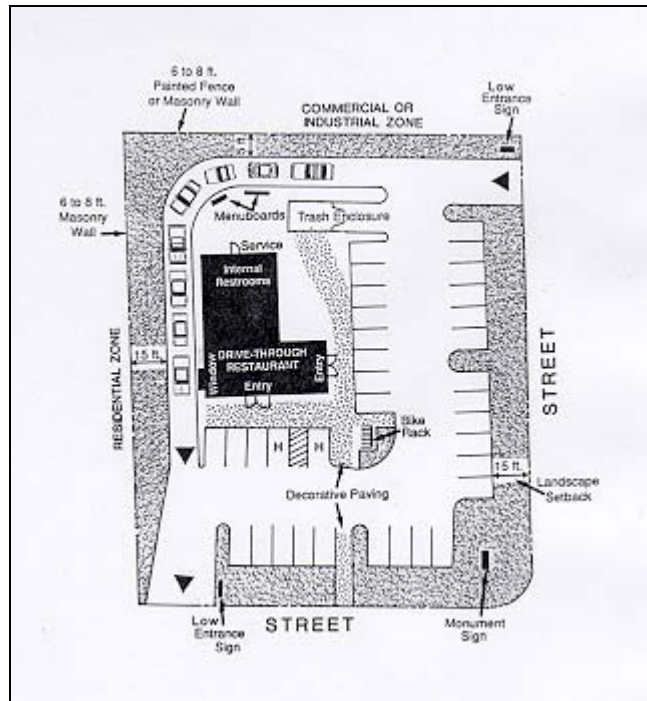 6 to 8 ft.
Painted Fence
or Masonry Wall
COMMERCIAL OR
INDUSTRIAL ZONE
Low
Entrance
Sign
5 ft
6 to 8 ft.
Masonry
Wall
Menuboards
Trash Enclosure
Service
Internal
Restrooms
RESIDENTIAL ZONE
15 ft.
Window
DRIVE-THROUGH
RESTAURANT
Entry
Entry
STREET
Bike
Rack
H
H
15 ft.
Landscape
Setback
Decorative Paving
Low
Entrance
Sign
STREET
Monument
Sign